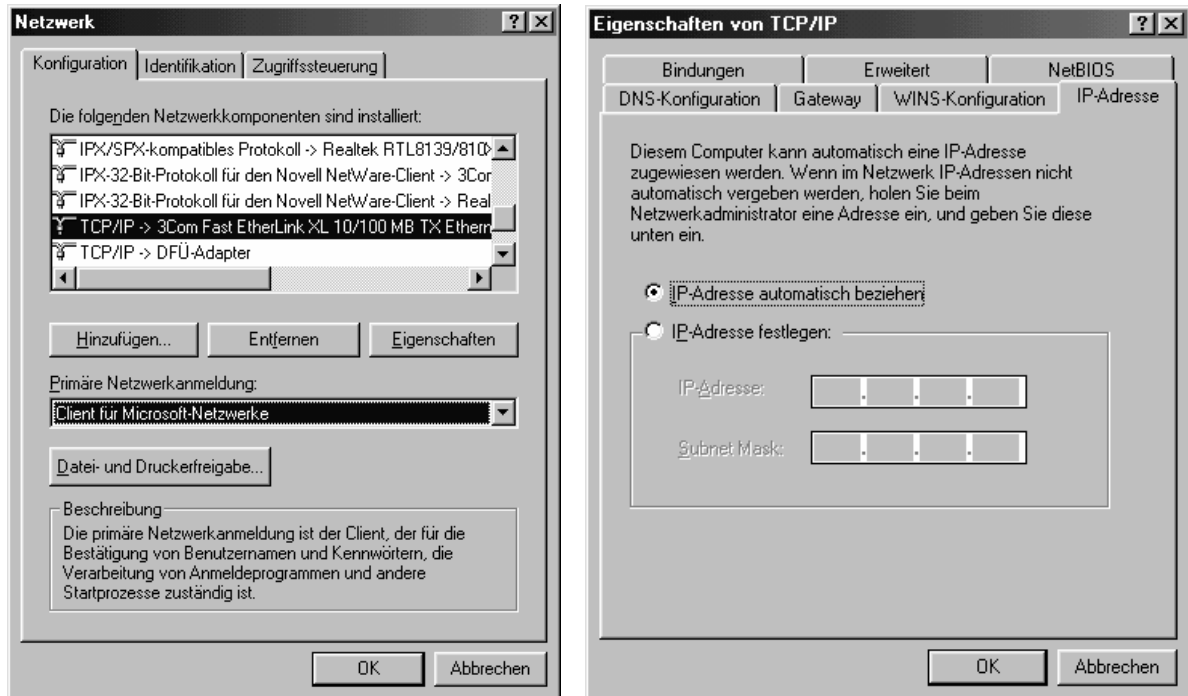 Netzwerk
Konfiguration
Identifikation
Zugriffssteuerung
Die folgenden Netzwerkkomponenten sind installiert:
IPX/SPX-kompatibles Protokoll -> Realtek RTL8139/810
IPX-32-Bit-Protokoll für den Novell NetWare-Client -> 3Cor
IPX-32-Bit-Protokoll für den Novell NetWare-Client -> Real
TCP/IP -> 3Com Fast EtherLink XL 10/100 MB TX Ethern
TCP/IP -> DFÜ-Adapter
Hinzufügen...
Entfernen
Eigenschaften
Primäre Netzwerkanmeldung:
Client für Microsoft-Netzwerke
Datei- und Druckerfreigabe...
Beschreibung
Die primäre Netzwerkanmeldung ist der Client, der für die
Bestätigung von Benutzernamen und Kennwörtern, die
Verarbeitung von Anmeldeprogrammen und andere
Startprozesse zuständig ist.
OK
Abbrechen
Eigenschaften von TCP/IP
Bindungen
Erweitert
NetBIOS
DNS-Konfiguration
Gateway
WINS-Konfiguration
IP-Adresse
Diesem Computer kann automatisch eine IP-Adresse
zugewiesen werden. Wenn im Netzwerk IP-Adressen nicht
automatisch vergeben werden, holen Sie beim
Netzwerkadministrator eine Adresse ein, und geben Sie diese
unten ein.
IP-Adresse automatisch beziehen
IP-Adresse festlegen:
IP-Adresse:
Subnet Mask:
OK
Abbrechen